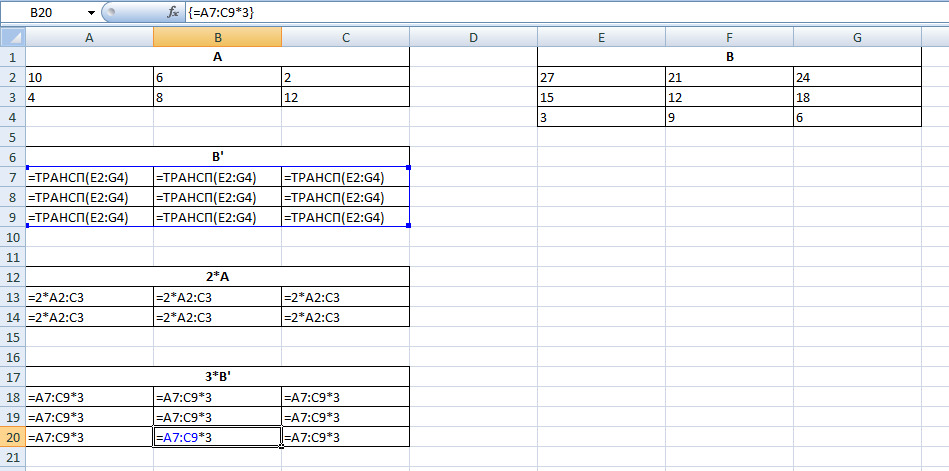 B20 fx {=A7:C9*3}
A B C D E F G
1 A B
2 10 6 2 27 21 24
3 4 8 12 15 12 18
4 3 9 6
5
6 B'
7 =ТРАНСП(E2:G4) =ТРАНСП(E2:G4) =ТРАНСП(E2:G4)
8 =ТРАНСП(E2:G4) =ТРАНСП(E2:G4) =ТРАНСП(E2:G4)
9 =ТРАНСП(E2:G4) =ТРАНСП(E2:G4) =ТРАНСП(E2:G4)
10
11
12 2*A
13 =2*A2:C3 =2*A2:C3 =2*A2:C3
14 =2*A2:C3 =2*A2:C3 =2*A2:C3
15
16
17 3*B'
18 =A7:C9*3 =A7:C9*3 =A7:C9*3
19 =A7:C9*3 =A7:C9*3 =A7:C9*3
20 =A7:C9*3 =A7:C9*3 =A7:C9*3
21